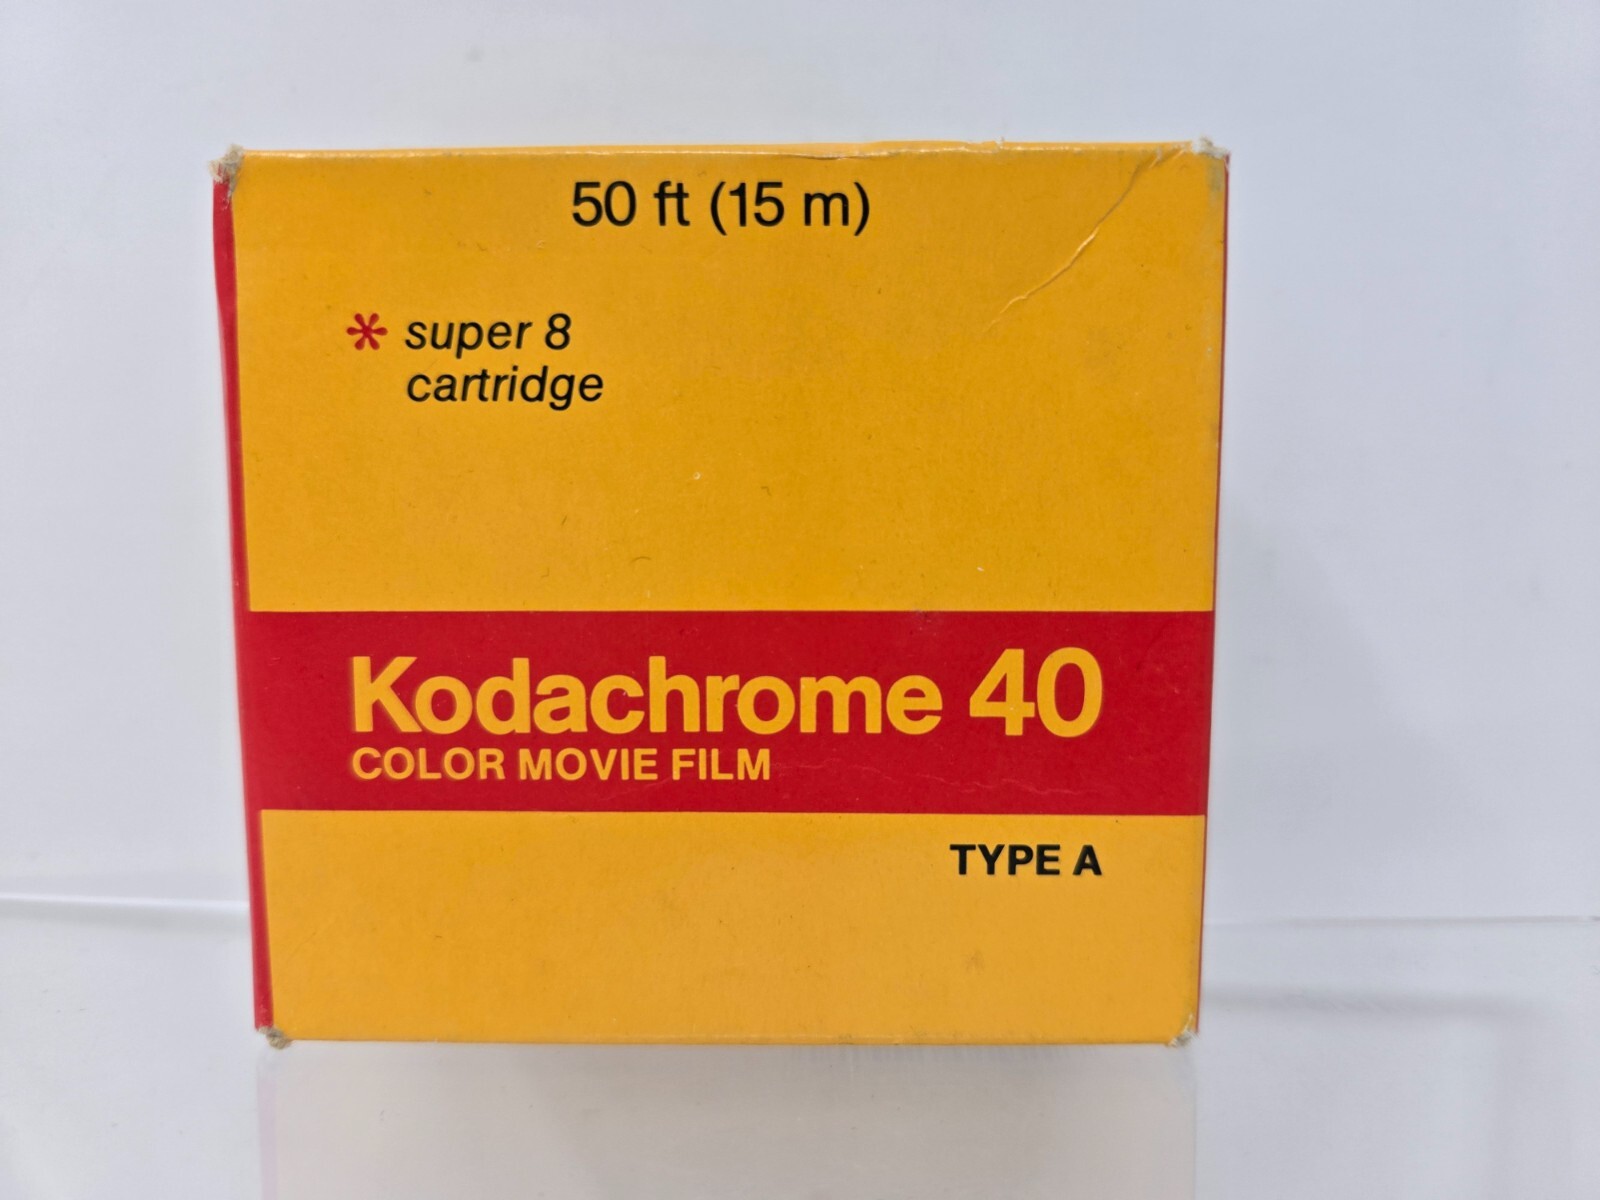 50 ft (15 m)
* super 8
cartridge
Kodachrome 40
COLOR MOVIE FILM
TYPE A